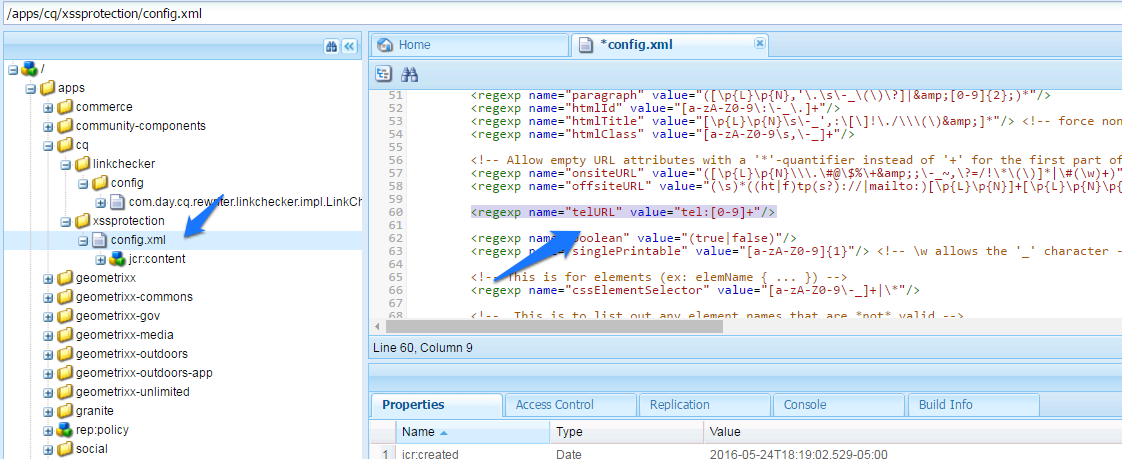 /apps/cq/xssprotection/config.xml
/
apps
commerce
community-components
cq
linkchecker
config
com.day.cq.rewriter.linkchecker.impl.LinkCh
xssprotection
config.xml
jcr:content
geometrixx
geometrixx-commons
geometrixx-gov
geometrixx-media
geometrixx-outdoors
geometrixx-outdoors-app
geometrixx-unlimited
granite
rep:policy
social
Home
*config.xml
51 <regexp name="paragraph" value="([\p{L}\p{N},'\.\s\-_\(\)\?]|&amp;[0-9]{2};)*"/>
52 <regexp name="htmlId" value="[a-zA-Z0-9\:\-_\.]+"/>
53 <regexp name="htmlTitle" value="[\p{L}\p{N}\s\-_',:\[\]!\./\\\(\)&amp;]*"/> <!-- force non
54 <regexp name="htmlClass" value="[a-zA-Z0-9\s,\-_]+"/>
55
56 <!-- Allow empty URL attributes with a '*'-quantifier instead of '+' for the first part of
57 <regexp name="onsiteURL" value="([\p{L}\p{N}\\\.\#@\$%\+&amp;;\-_~,\?=/!\*\(\)]*|\#(\w)+)"
58 <regexp name="offsiteURL" value="(\s)*((ht|f)tp(s?)://|mailto:)[\p{L}\p{N}]+[\p{L}\p{N}\p
59
60 <regexp name="telURL" value="tel:[0-9]+"/>
61
62 <regexp name="boolean" value="(true|false)"/>
63 singlePrintable" value="[a-zA-Z0-9]{1}"/> <!-- \w allows the '_' character -
64
65 <!-- This is for elements (ex: elemName { ... }) -->
66 <regexp name="cssElementSelector" value="[a-zA-Z0-9\-_]+|\*"/>
67
68 <!-- This is to list out any element names that are *not* valid -->
Line 60, Column 9
Properties
Access Control
Replication
Console
Build Info
Name Type Value
1 jcr:created Date 2016-05-24T18:19:02.529-05:00